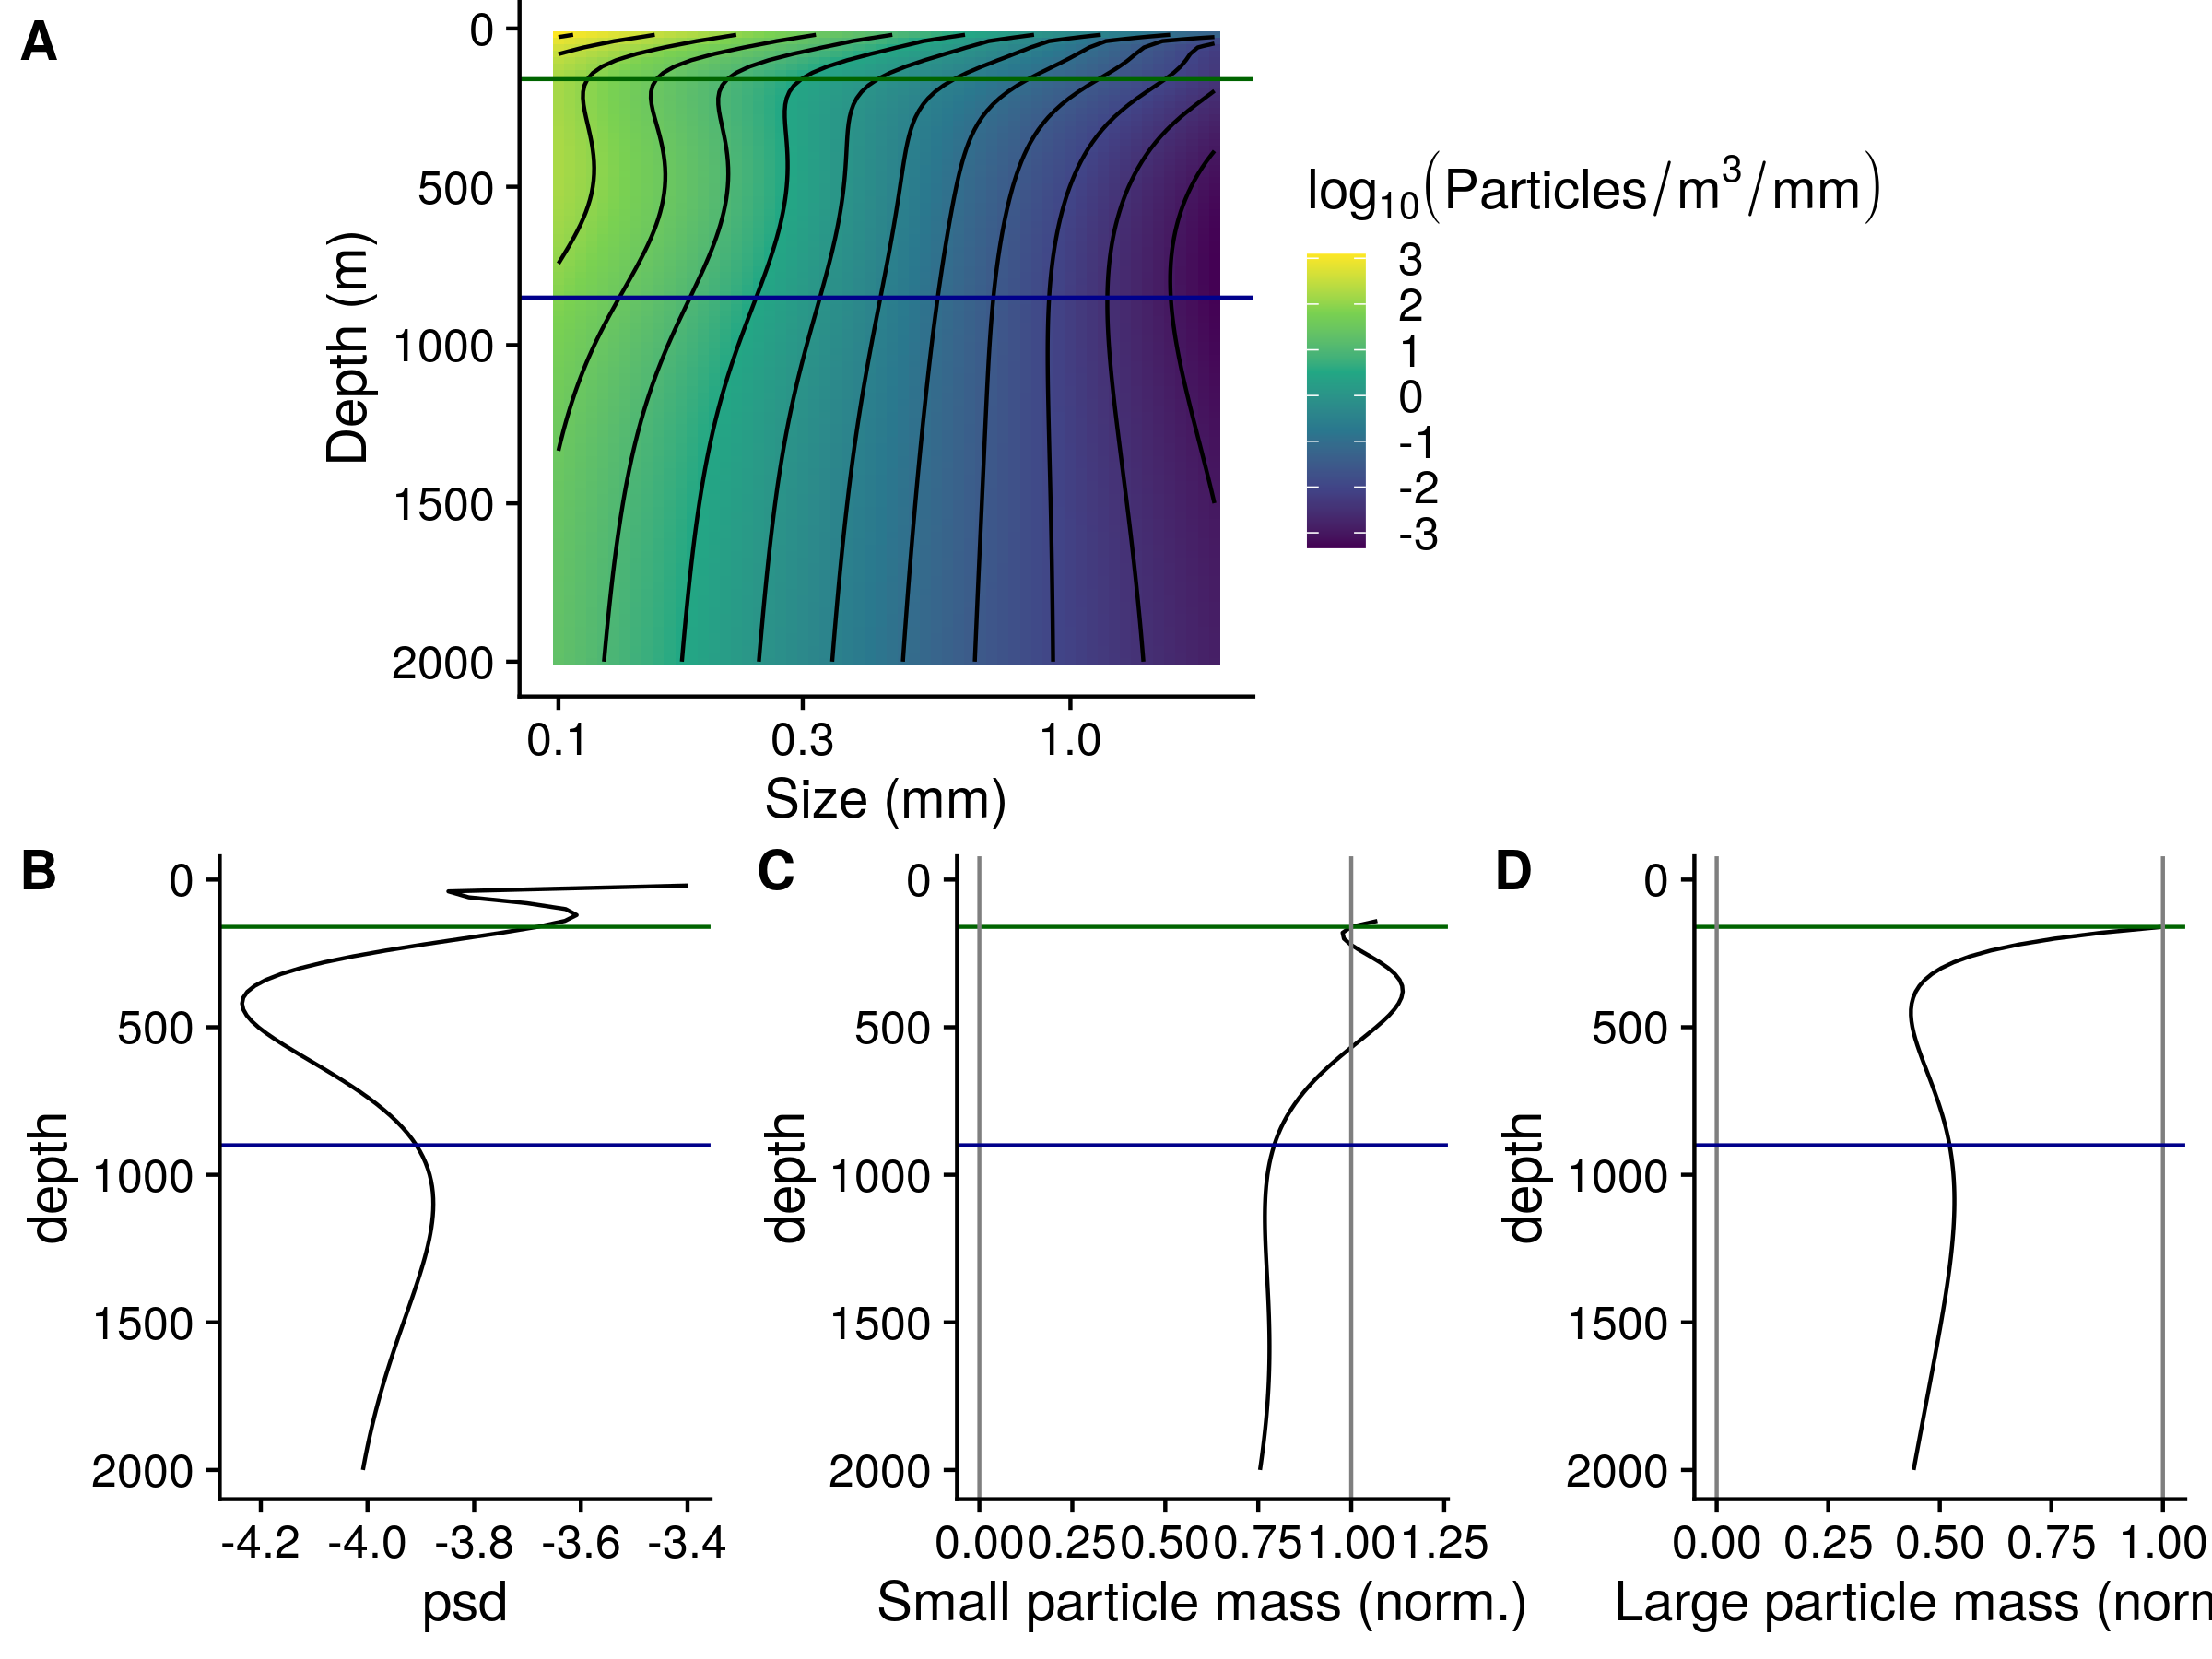 A
0
500
1000
1500
2000
Depth (m)
0.1 0.3 1.0
Size (mm)
log10(Particles/m3/mm)
3
2
1
0
-1
-2
-3
B
0
500
1000
1500
2000
depth
-4.2 -4.0 -3.8 -3.6 -3.4
psd
C
0
500
1000
1500
2000
depth
0.00 0.25 0.50 0.75 1.00 1.25
Small particle mass (norm.)
D
0
500
1000
1500
2000
depth
0.00 0.25 0.50 0.75 1.00
Large particle mass (norn